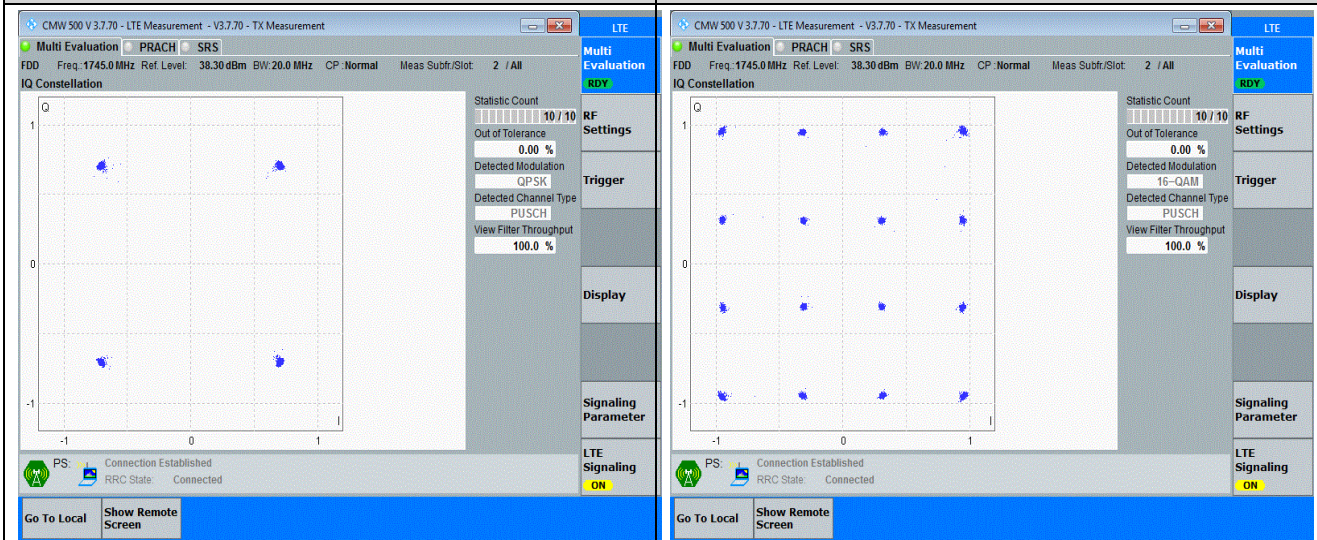 CMW 500 V 3.7.70 - LTE Measurement - V3.7.70 - TX Measurement
LTE
Multi Evaluation PRACH SRS
Multi
Evaluation
RDY
FDD Freq.:1745.0 MHz Ref. Level: 38.30 dBm BW:20.0 MHz CP :Normal Meas Subfr./Slot: 2 / All
IQ Constellation
Q
1
0
-1
-1 0 1
I
Statistic Count
10 / 10
Out of Tolerance
0.00 %
Detected Modulation
QPSK
Detected Channel Type
PUSCH
View Filter Throughput
100.0 %
RF
Settings
Trigger
Display
Signaling
Parameter
LTE
Signaling
ON
PS: Connection Established
RRC State: Connected
Go To Local
Show Remote
Screen
CMW 500 V 3.7.70 - LTE Measurement - V3.7.70 - TX Measurement
LTE
Multi Evaluation PRACH SRS
Multi
Evaluation
RDY
FDD Freq.:1745.0 MHz Ref. Level: 38.30 dBm BW:20.0 MHz CP :Normal Meas Subfr./Slot: 2 / All
IQ Constellation
Q
1
0
-1
-1 0 1
I
Statistic Count
10 / 10
Out of Tolerance
0.00 %
Detected Modulation
16-QAM
Detected Channel Type
PUSCH
View Filter Throughput
100.0 %
RF
Settings
Trigger
Display
Signaling
Parameter
LTE
Signaling
ON
PS: Connection Established
RRC State: Connected
Go To Local
Show Remote
Screen